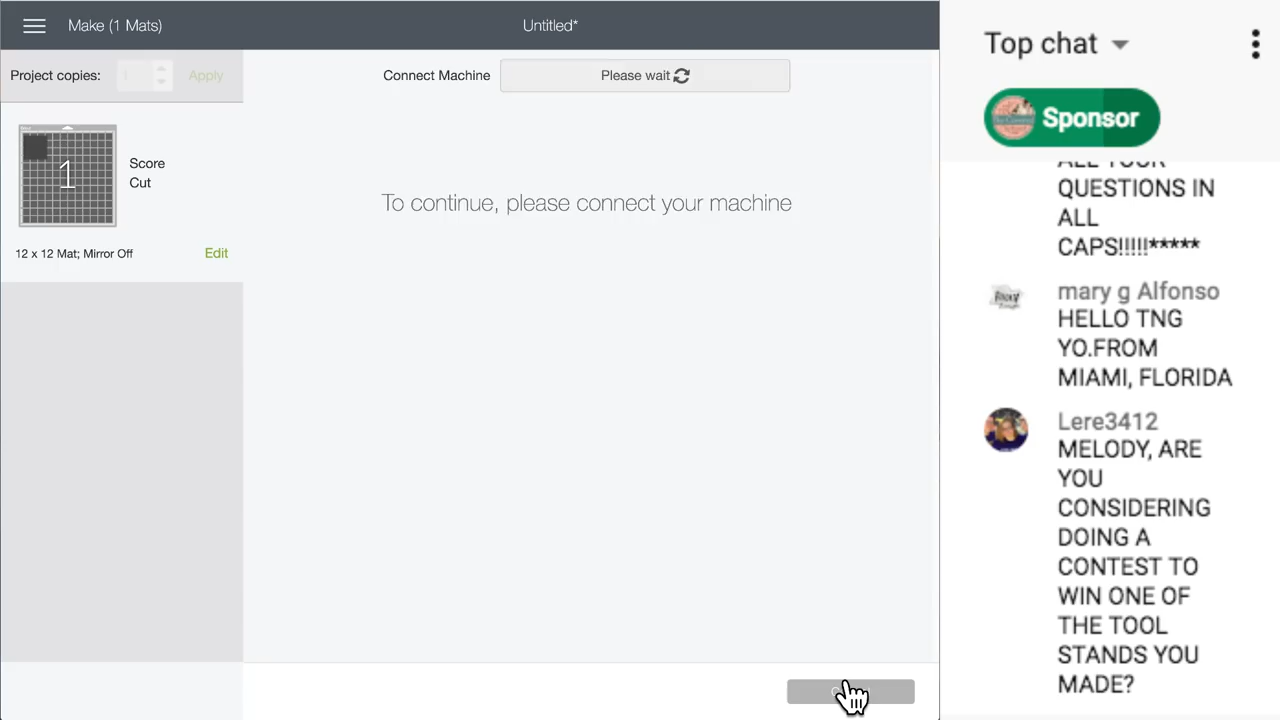 Make (1 Mats)
Untitled*
Project copies:
1
Apply
Connect Machine
Please wait
1
Score
Cut
12 x 12 Mat; Mirror Off
Edit
To continue, please connect your machine
Top chat
Sponsor
ALL YOUR
QUESTIONS IN
ALL
CAPS!!!!!*****
mary g Alfonso
HELLO TNG
YO.FROM
MIAMI, FLORIDA
Lere3412
MELODY, ARE
YOU
CONSIDERING
DOING A
CONTEST TO
WIN ONE OF
THE TOOL
STANDS YOU
MADE?